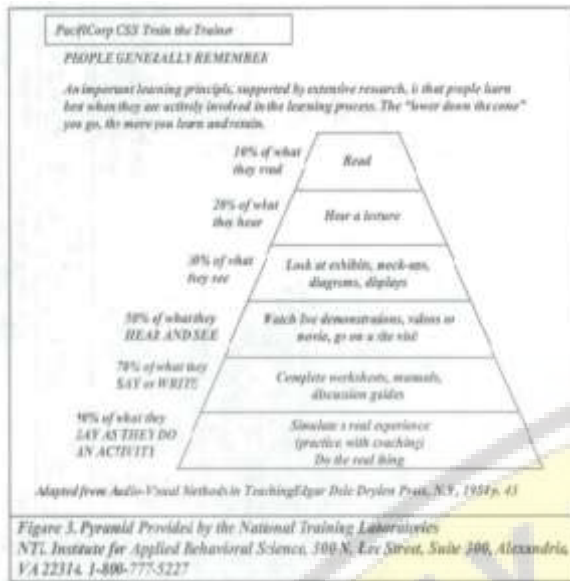 PacifiCorp CSS Train the Trainer
PEOPLE GENERALLY REMEMBER
An important learning principle, supported by extensive research, is that people learn
best when they are actively involved in the learning process. The "lower down the cone"
you go, the more you learn and retain.
10% of what
they read
Read
20% of what
they hear
Hear a lecture
30% of what
they see
Look at exhibits, mock-ups,
diagrams, displays
50% of what they
HEAR AND SEE
Watch live demonstrations, videos or
movie, go on a site visit
70% of what they
SAY or WRITE
Complete worksheets, manuals,
discussion guides
90% of what they
SAY AS THEY DO
AN ACTIVITY
Simulate a real experience
(practice with coaching)
Do the real thing
Adapted from Audio-Visual Methods in Teaching Edgar Dale Dryden Press, N.Y., 1954 p. 43
Figure 3. Pyramid Provided by the National Training Laboratories
NTL Institute for Applied Behavioral Science, 300 N. Lee Street, Suite 300, Alexandria,
VA 22314. 1-800-777-5227